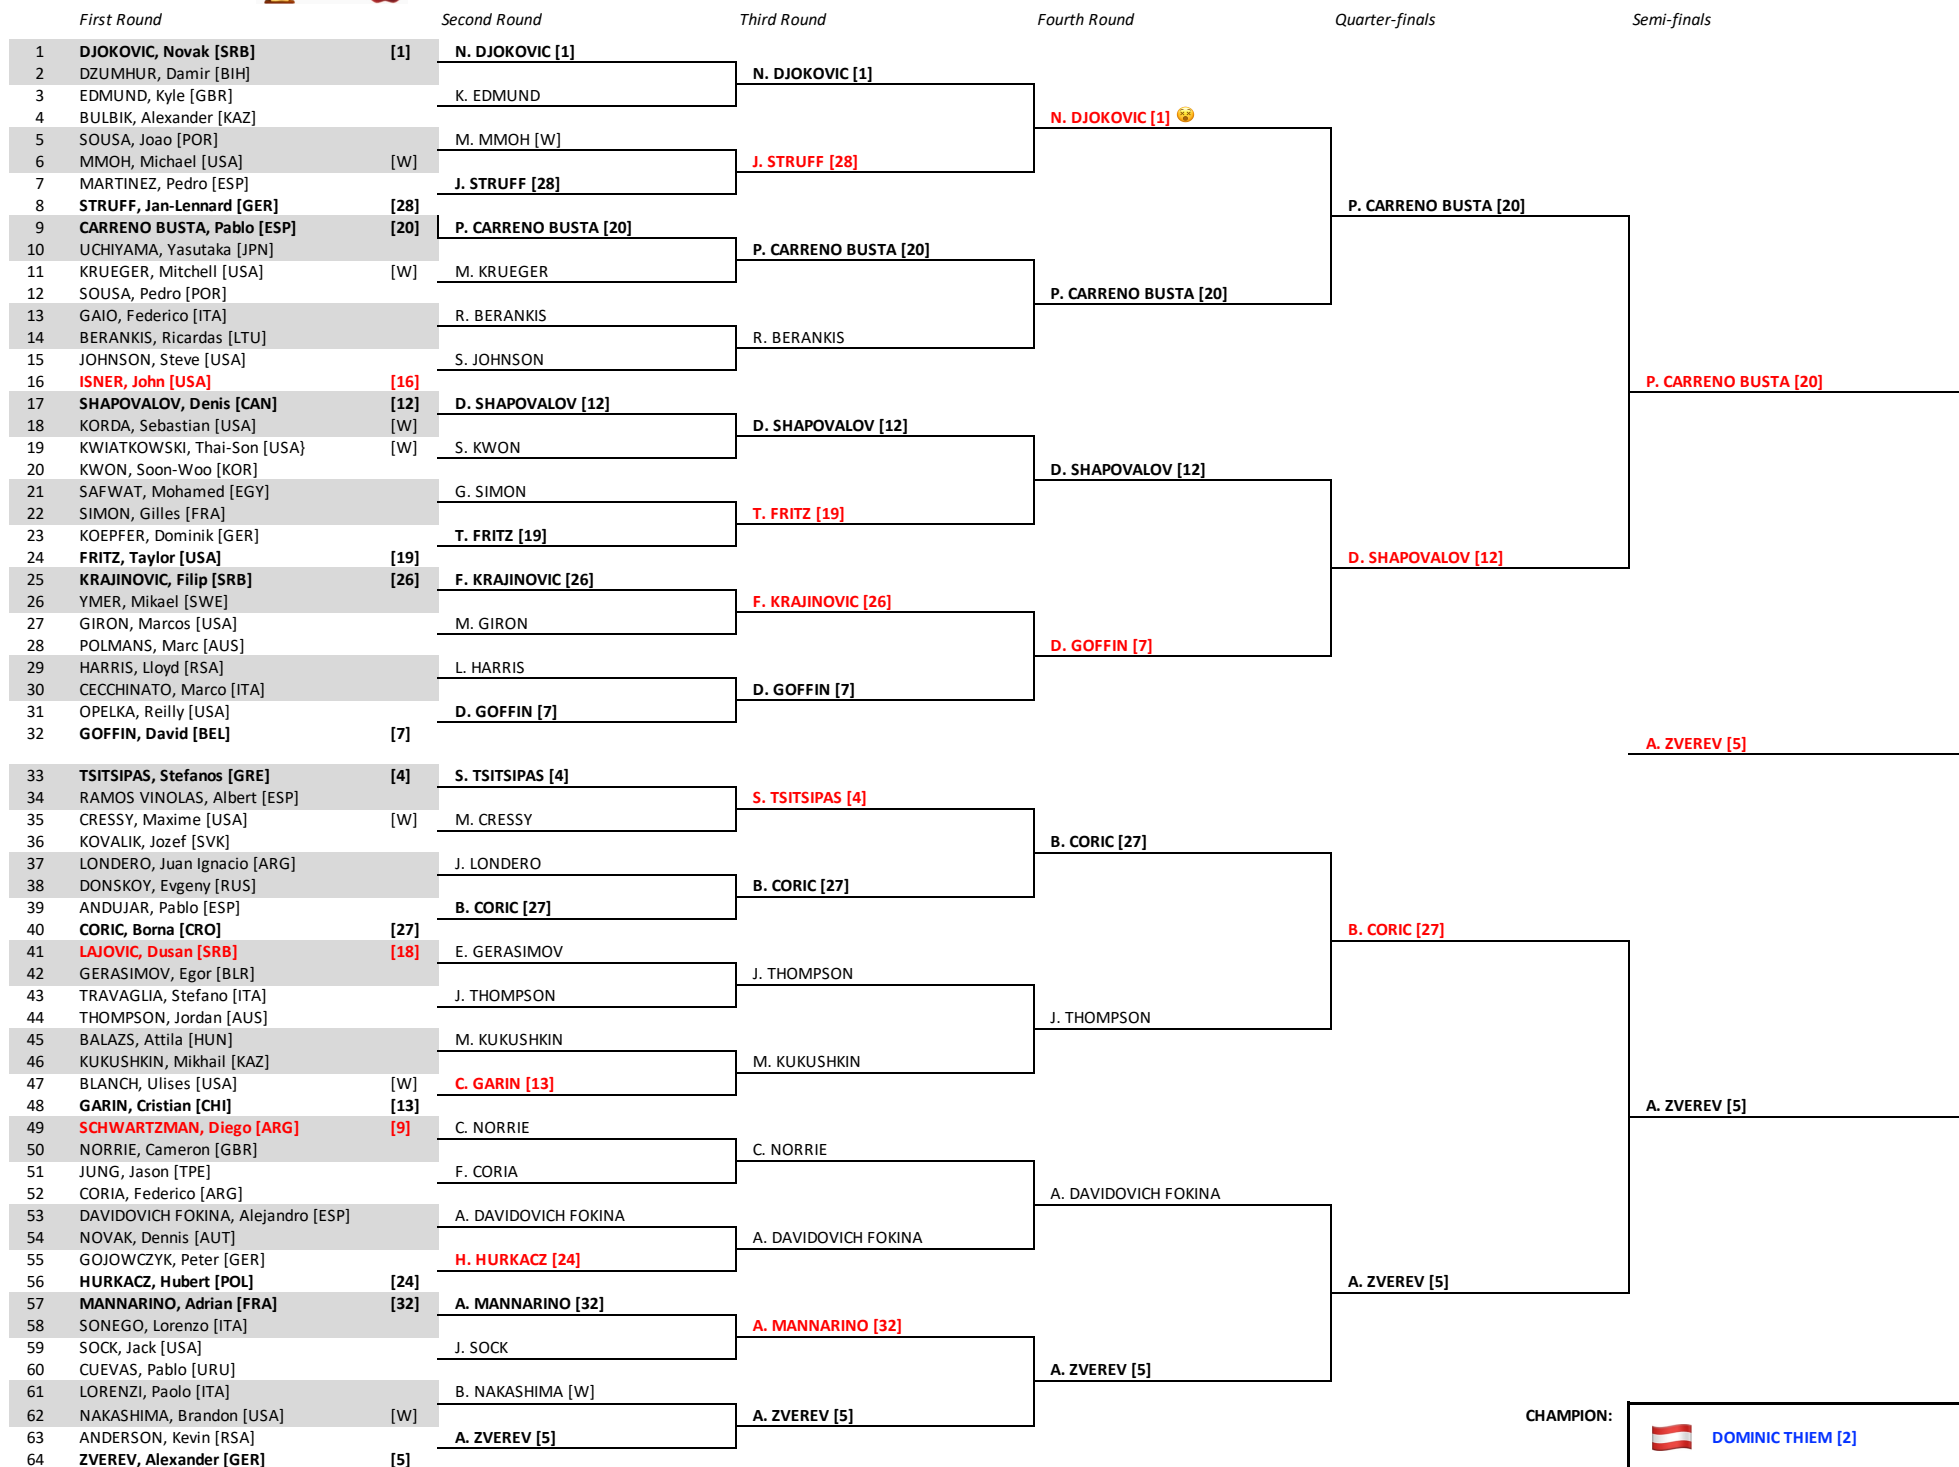 First Round Second Round Third Round Fourth Round Quarter-finals Semi-finals
1 DJOKOVIC, Novak [SRB] [1] N. DJOKOVIC [1]
2 DZUMHUR, Damir [BIH] N. DJOKOVIC [1]
3 EDMUND, Kyle [GBR] K. EDMUND
4 BULBIK, Alexander [KAZ] N. DJOKOVIC [1] 😵
5 SOUSA, Joao [POR] M. MMOH [W]
6 MMOH, Michael [USA] [W] J. STRUFF [28]
7 MARTINEZ, Pedro [ESP] J. STRUFF [28]
8 STRUFF, Jan-Lennard [GER] [28] P. CARRENO BUSTA [20]
9 CARRENO BUSTA, Pablo [ESP] [20] P. CARRENO BUSTA [20]
10 UCHIYAMA, Yasutaka [JPN] P. CARRENO BUSTA [20]
11 KRUEGER, Mitchell [USA] [W] M. KRUEGER
12 SOUSA, Pedro [POR] P. CARRENO BUSTA [20]
13 GAIO, Federico [ITA] R. BERANKIS
14 BERANKIS, Ricardas [LTU] R. BERANKIS
15 JOHNSON, Steve [USA] S. JOHNSON
16 ISNER, John [USA] [16] P. CARRENO BUSTA [20]
17 SHAPOVALOV, Denis [CAN] [12] D. SHAPOVALOV [12]
18 KORDA, Sebastian [USA] [W] D. SHAPOVALOV [12]
19 KWIATKOWSKI, Thai-Son [USA} [W] S. KWON
20 KWON, Soon-Woo [KOR] D. SHAPOVALOV [12]
21 SAFWAT, Mohamed [EGY] G. SIMON
22 SIMON, Gilles [FRA] T. FRITZ [19]
23 KOEPFER, Dominik [GER] T. FRITZ [19]
24 FRITZ, Taylor [USA] [19] D. SHAPOVALOV [12]
25 KRAJINOVIC, Filip [SRB] [26] F. KRAJINOVIC [26]
26 YMER, Mikael [SWE] F. KRAJINOVIC [26]
27 GIRON, Marcos [USA] M. GIRON
28 POLMANS, Marc [AUS] D. GOFFIN [7]
29 HARRIS, Lloyd [RSA] L. HARRIS
30 CECCHINATO, Marco [ITA] D. GOFFIN [7]
31 OPELKA, Reilly [USA] D. GOFFIN [7]
32 GOFFIN, David [BEL] [7]
A. ZVEREV [5]
33 TSITSIPAS, Stefanos [GRE] [4] S. TSITSIPAS [4]
34 RAMOS VINOLAS, Albert [ESP] S. TSITSIPAS [4]
35 CRESSY, Maxime [USA] [W] M. CRESSY
36 KOVALIK, Jozef [SVK] B. CORIC [27]
37 LONDERO, Juan Ignacio [ARG] J. LONDERO
38 DONSKOY, Evgeny [RUS] B. CORIC [27]
39 ANDUJAR, Pablo [ESP] B. CORIC [27]
40 CORIC, Borna [CRO] [27] B. CORIC [27]
41 LAJOVIC, Dusan [SRB] [18] E. GERASIMOV
42 GERASIMOV, Egor [BLR] J. THOMPSON
43 TRAVAGLIA, Stefano [ITA] J. THOMPSON
44 THOMPSON, Jordan [AUS] J. THOMPSON
45 BALAZS, Attila [HUN] M. KUKUSHKIN
46 KUKUSHKIN, Mikhail [KAZ] M. KUKUSHKIN
47 BLANCH, Ulises [USA] [W] C. GARIN [13]
48 GARIN, Cristian [CHI] [13] A. ZVEREV [5]
49 SCHWARTZMAN, Diego [ARG] [9] C. NORRIE
50 NORRIE, Cameron [GBR] C. NORRIE
51 JUNG, Jason [TPE] F. CORIA
52 CORIA, Federico [ARG] A. DAVIDOVICH FOKINA
53 DAVIDOVICH FOKINA, Alejandro [ESP] A. DAVIDOVICH FOKINA
54 NOVAK, Dennis [AUT] A. DAVIDOVICH FOKINA
55 GOJOWCZYK, Peter [GER] H. HURKACZ [24]
56 HURKACZ, Hubert [POL] [24] A. ZVEREV [5]
57 MANNARINO, Adrian [FRA] [32] A. MANNARINO [32]
58 SONEGO, Lorenzo [ITA] A. MANNARINO [32]
59 SOCK, Jack [USA] J. SOCK
60 CUEVAS, Pablo [URU] A. ZVEREV [5]
61 LORENZI, Paolo [ITA] B. NAKASHIMA [W]
62 NAKASHIMA, Brandon [USA] [W] A. ZVEREV [5] CHAMPION:
63 ANDERSON, Kevin [RSA] A. ZVEREV [5] DOMINIC THIEM [2]
64 ZVEREV, Alexander [GER] [5]